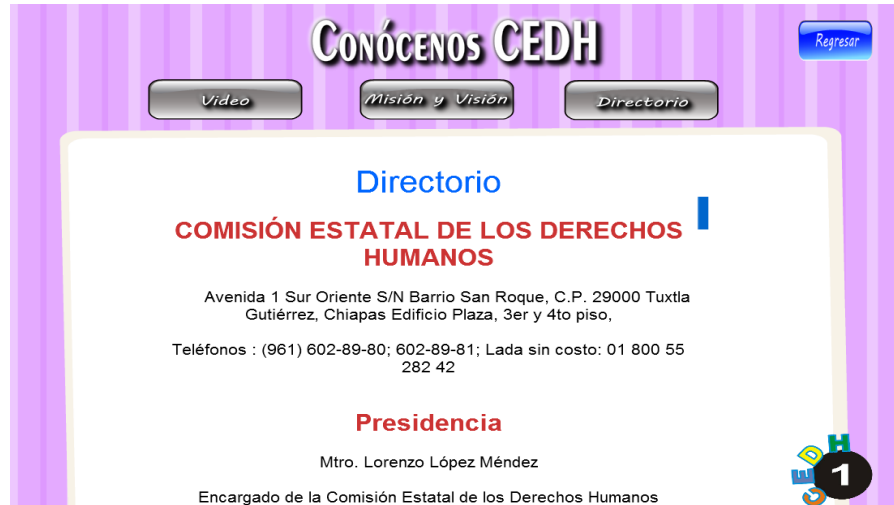 CONÓCENOS CEDH
Regresar
Video
Misión y Visión
Directorio
Directorio
COMISIÓN ESTATAL DE LOS DERECHOS
HUMANOS
Avenida 1 Sur Oriente S/N Barrio San Roque, C.P. 29000 Tuxtla
Gutiérrez, Chiapas Edificio Plaza, 3er y 4to piso,
Teléfonos : (961) 602-89-80; 602-89-81; Lada sin costo: 01 800 55
282 42
Presidencia
Mtro. Lorenzo López Méndez
Encargado de la Comisión Estatal de los Derechos Humanos
CEDH
1